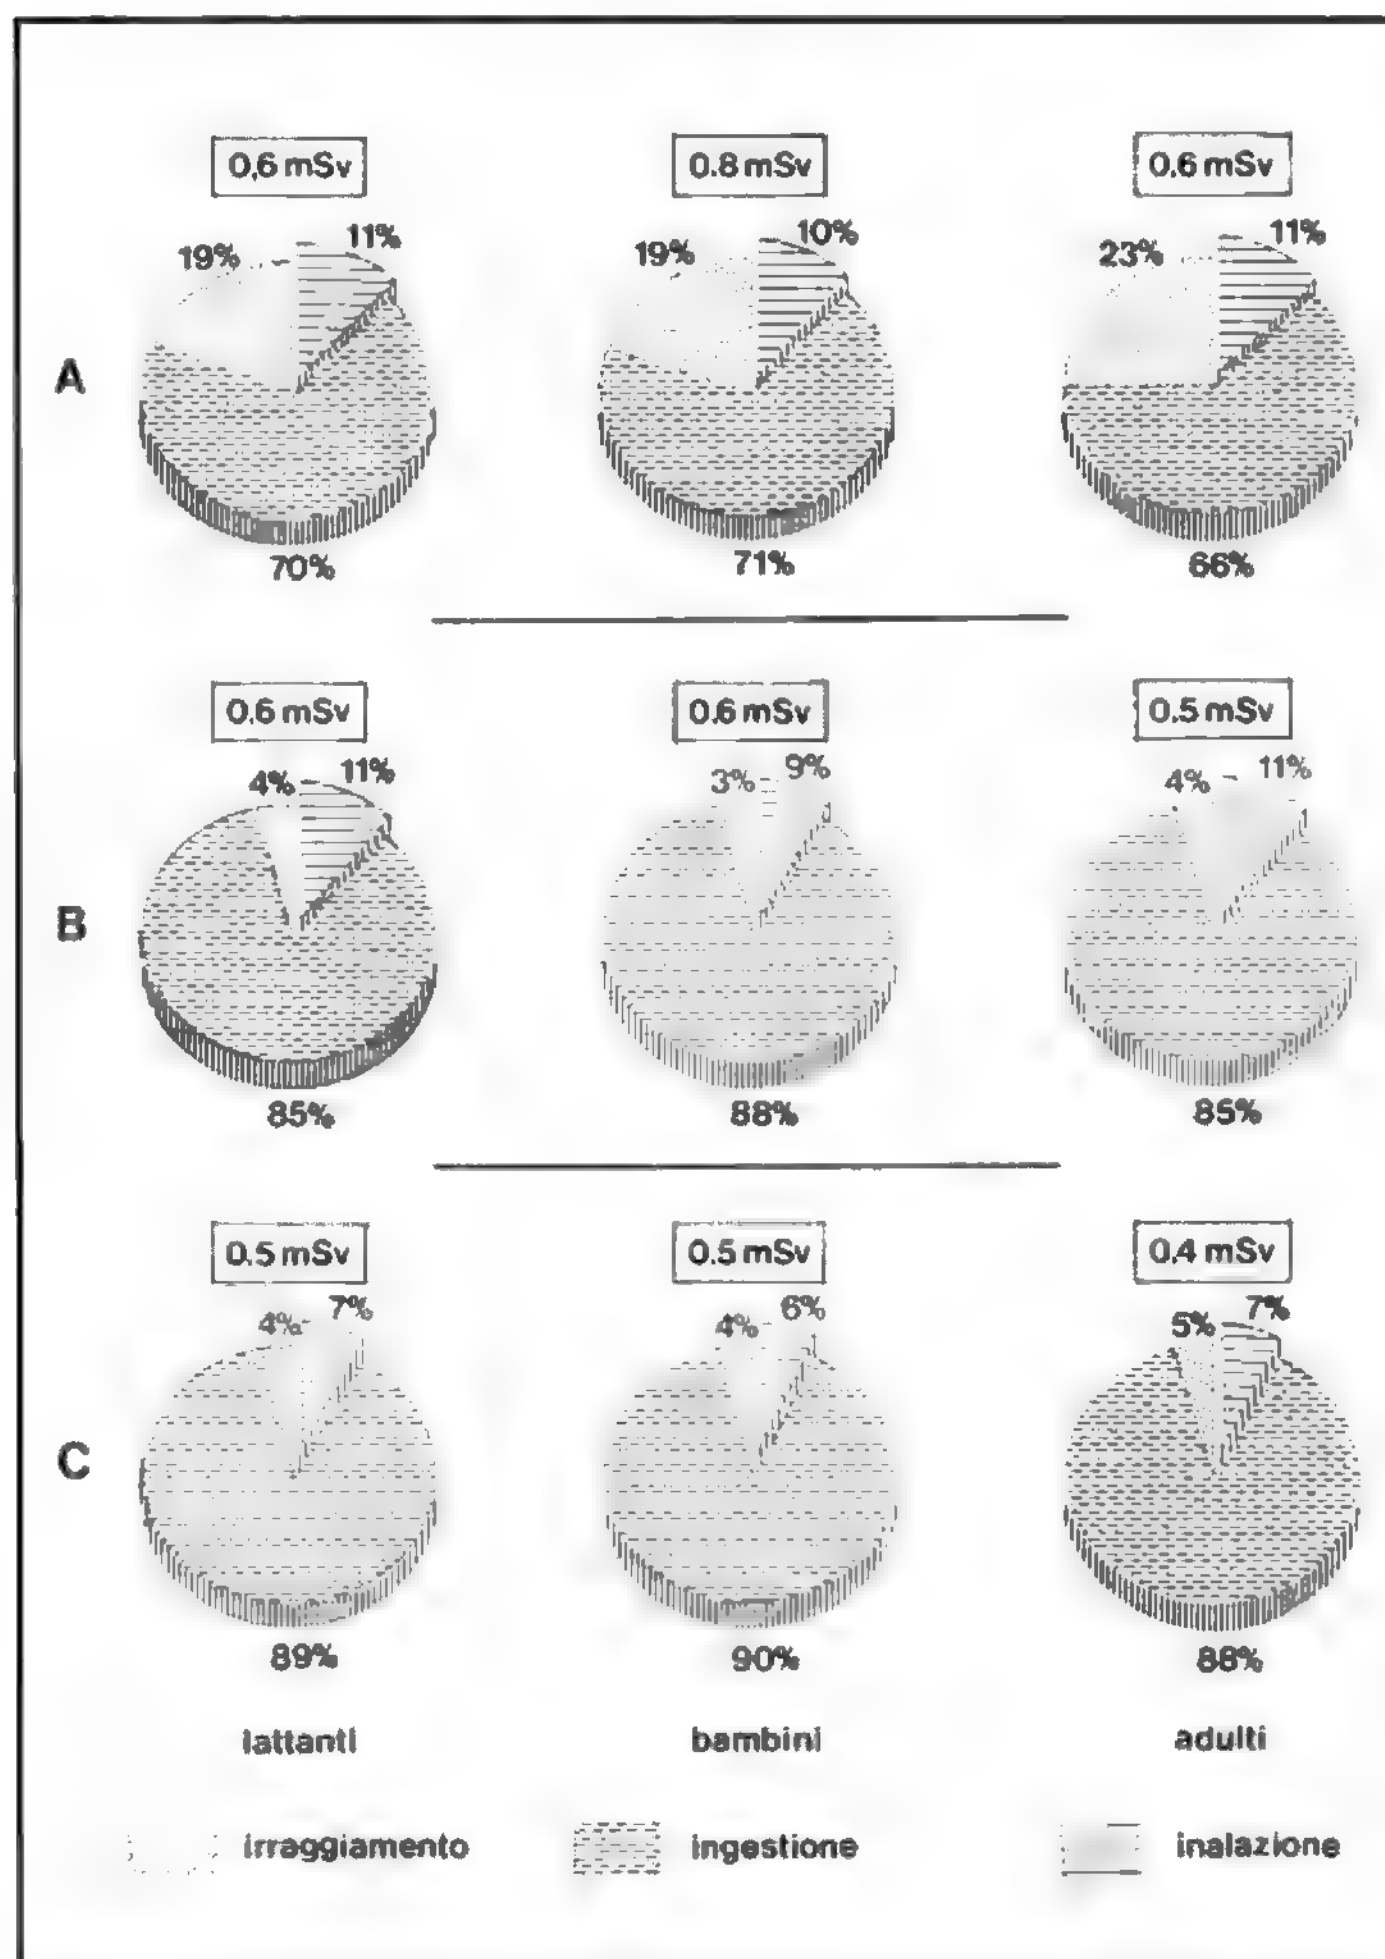 0,6 mSv 0.8 mSv 0.6 mSv
19% 11% 19% 10% 23% 11%
A
70% 71% 66%
0.6 mSv 0.6 mSv 0.5 mSv
4% 11% 3% 9% 4% 11%
B
85% 88% 85%
0.5 mSv 0.5 mSv 0.4 mSv
4% 7% 4% 6% 5% 7%
C
89% 90% 88%
lattanti bambini adulti
irraggiamento ingestione inalazione